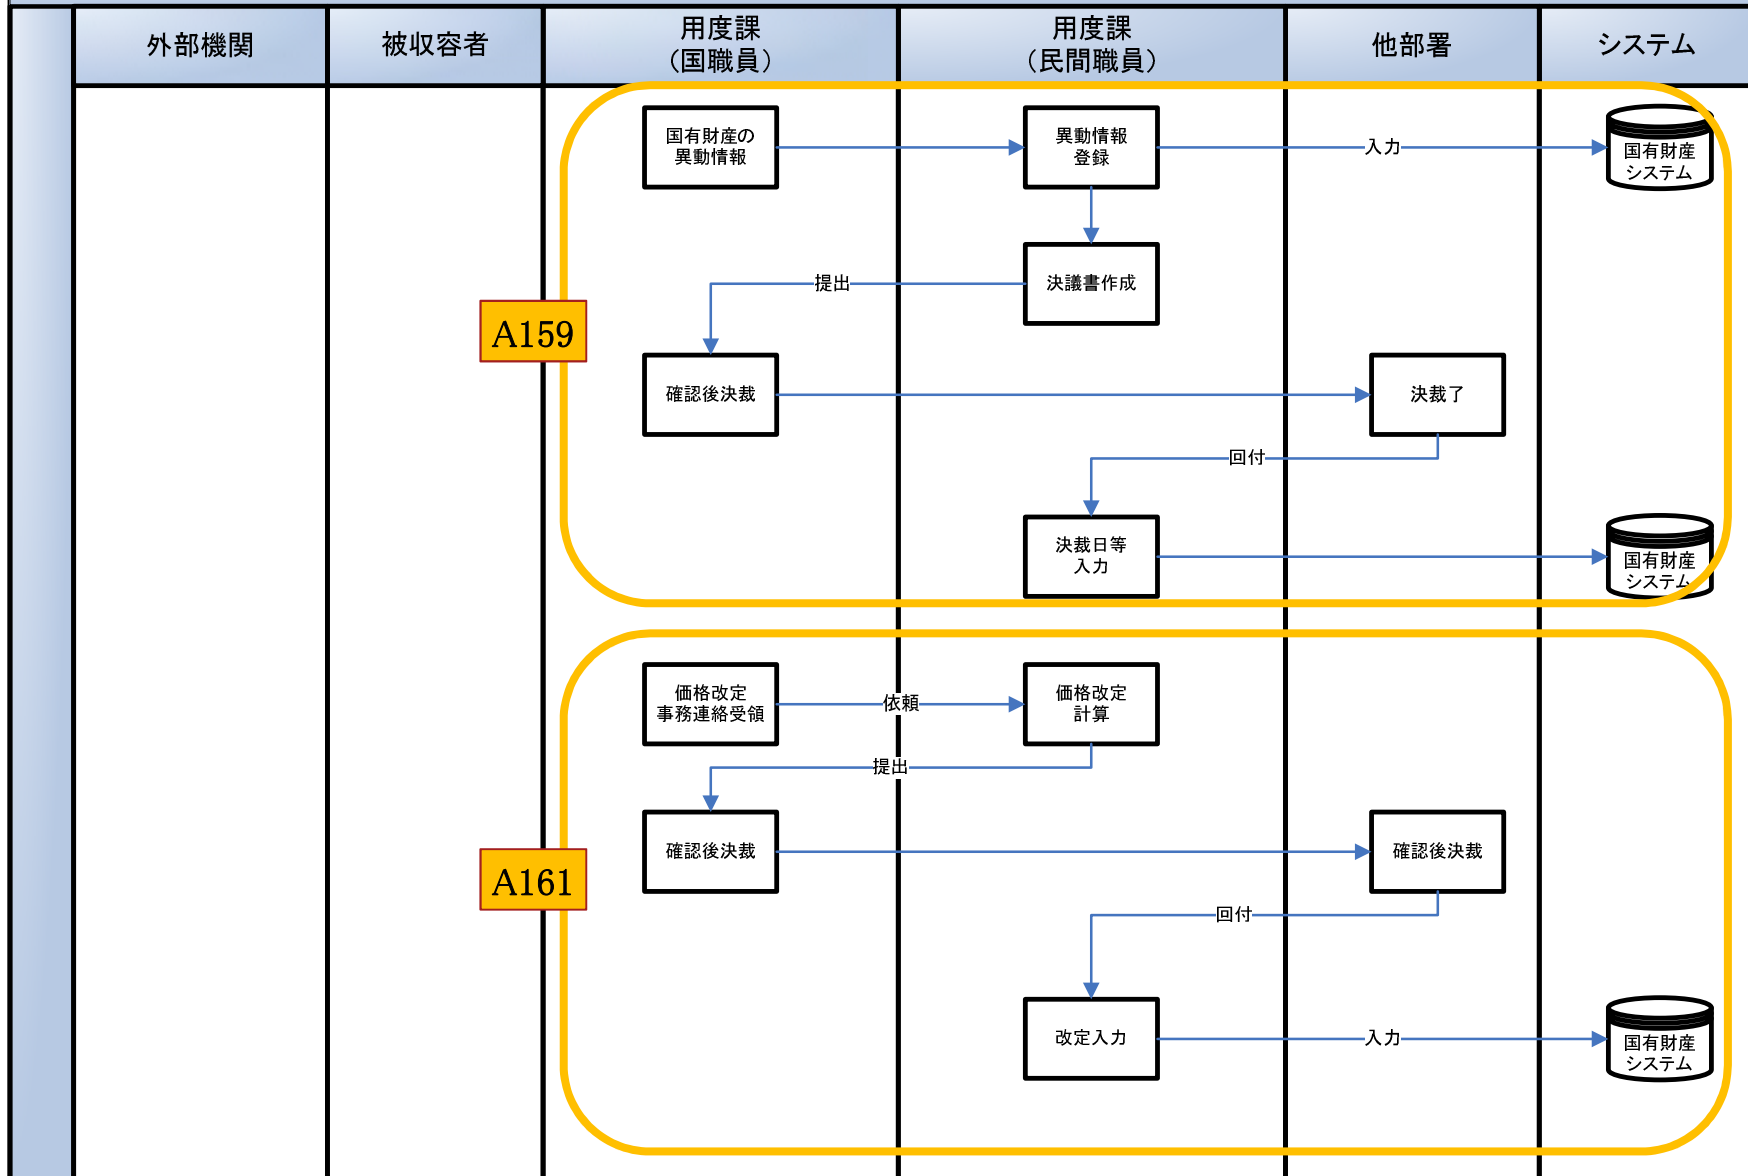 外部機関
被収容者
用度課
（国職員）
用度課
（民間職員）
他部署
システム
国有財産の
異動情報
異動情報
登録
入力
国有財産
システム
決議書作成
提出
A159
確認後決裁
決裁了
回付
決裁日等
入力
国有財産
システム
価格改定
事務連絡受領
依頼
価格改定
計算
提出
確認後決裁
確認後決裁
A161
回付
改定入力
入力
国有財産
システム